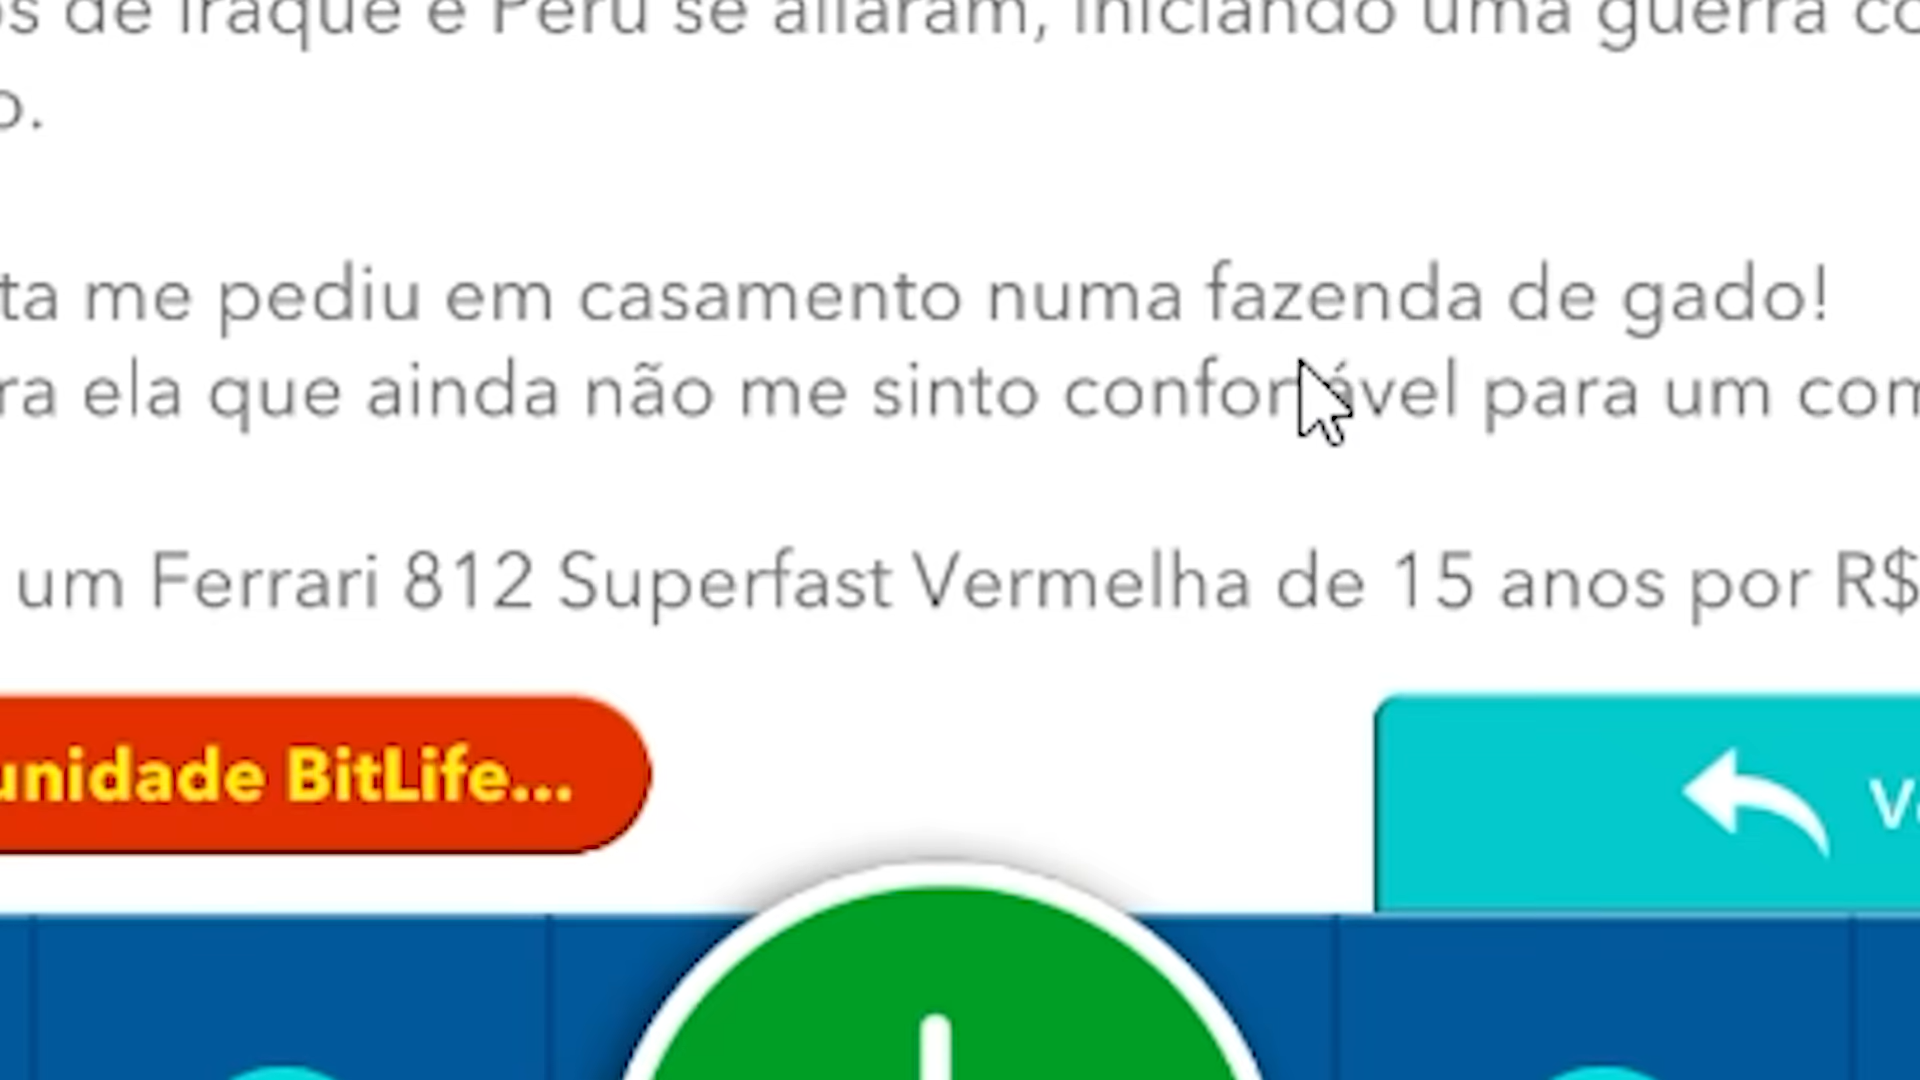 os de Iraque e Peru se aliaram, iniciando uma guerra co
o.
ta me pediu em casamento numa fazenda de gado!
ra ela que ainda não me sinto confortável para um com
um Ferrari 812 Superfast Vermelha de 15 anos por R$
unidade BitLife...